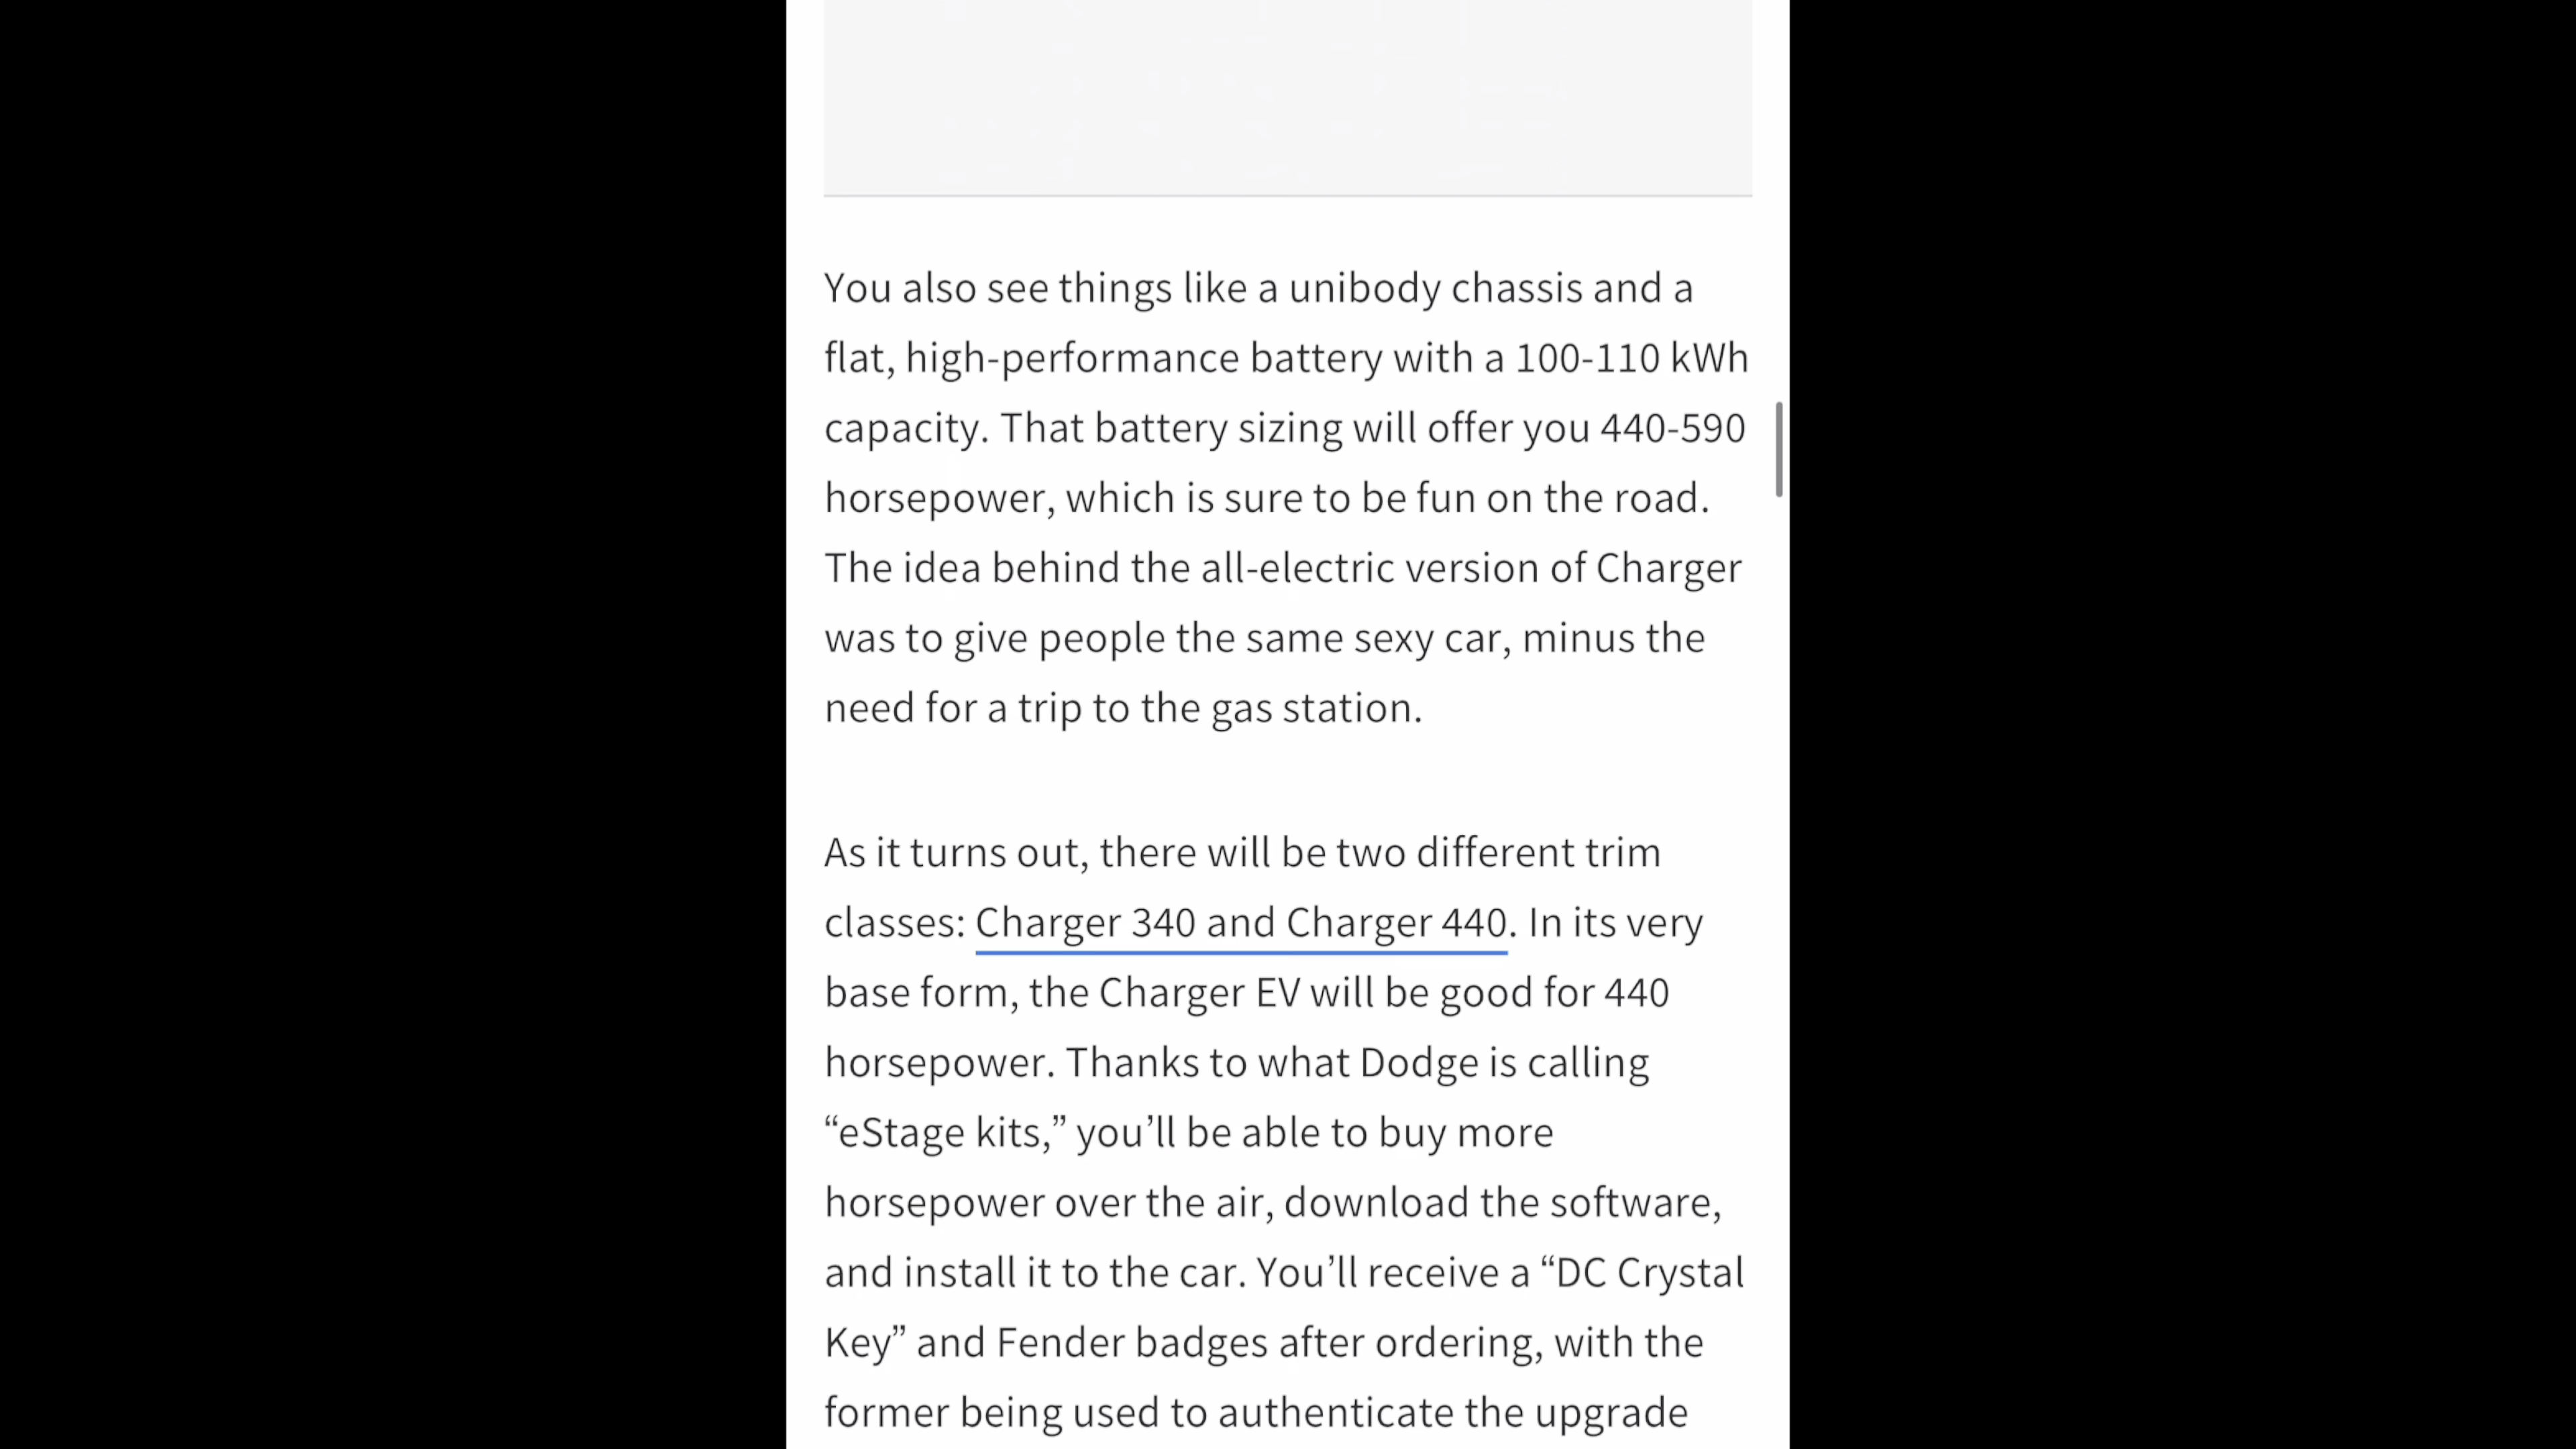 You also see things like a unibody chassis and a
flat, high-performance battery with a 100-110 kWh
capacity. That battery sizing will offer you 440-590
horsepower, which is sure to be fun on the road.
The idea behind the all-electric version of Charger
was to give people the same sexy car, minus the
need for a trip to the gas station.
As it turns out, there will be two different trim
classes: Charger 340 and Charger 440. In its very
base form, the Charger EV will be good for 440
horsepower. Thanks to what Dodge is calling
“eStage kits,” you’ll be able to buy more
horsepower over the air, download the software,
and install it to the car. You’ll receive a “DC Crystal
Key” and Fender badges after ordering, with the
former being used to authenticate the upgrade